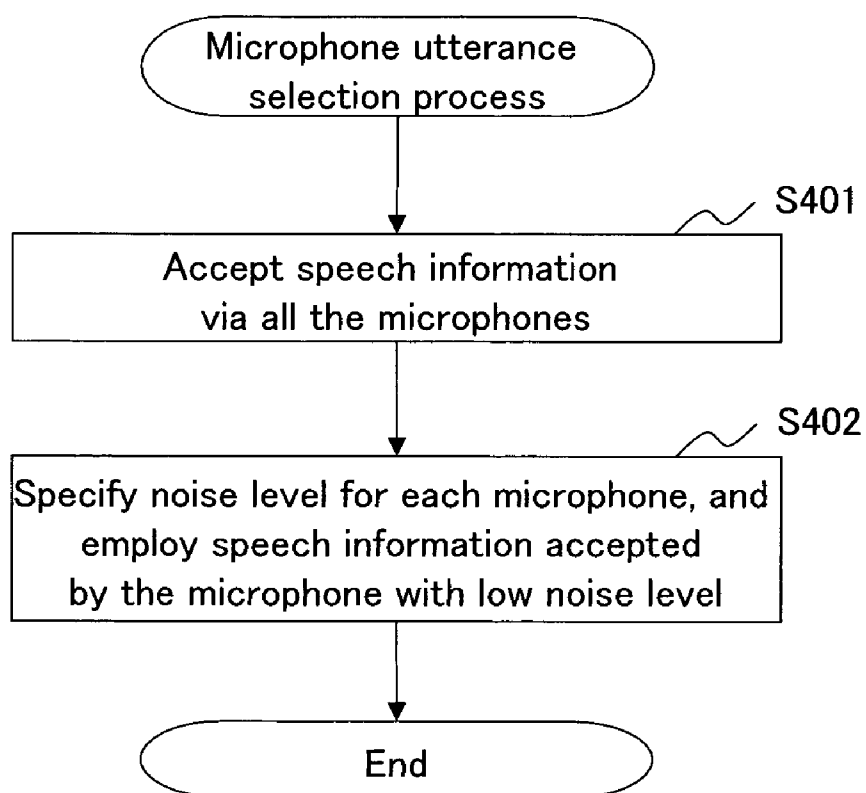 Microphone utterance
selection process
S401
Accept speech information
via all the microphones
S402
Specify noise level for each microphone, and
employ speech information accepted
by the microphone with low noise level
End